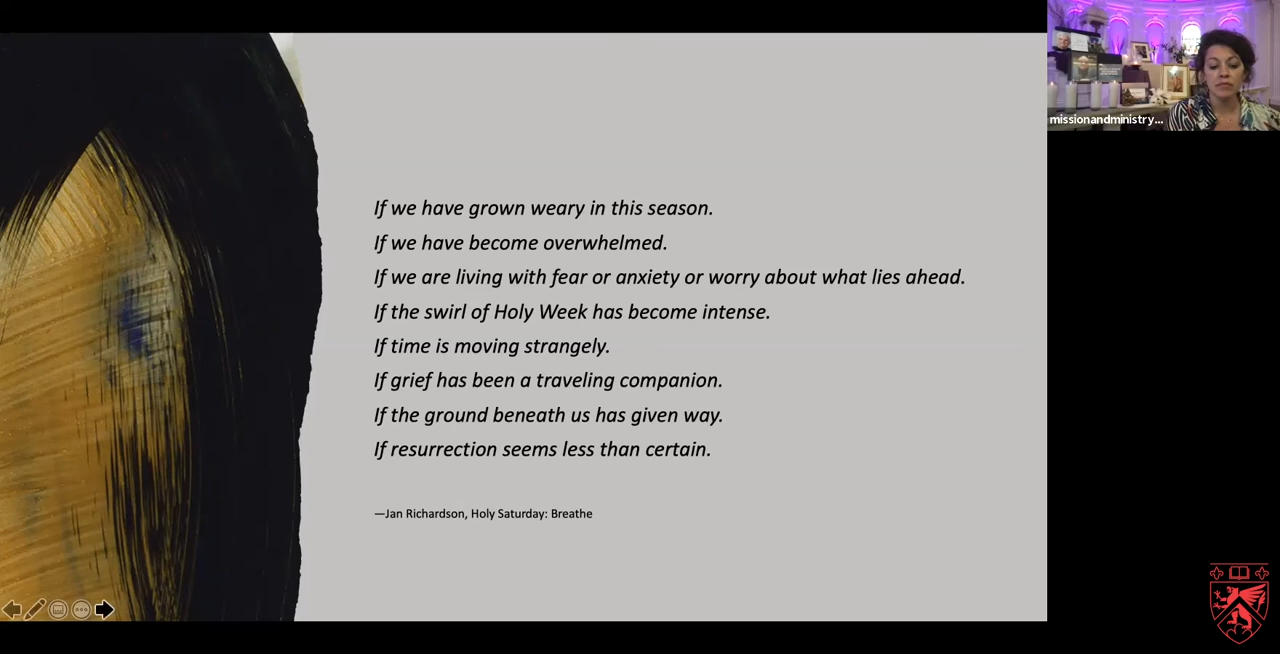 If we have grown weary in this season.
If we have become overwhelmed.
If we are living with fear or anxiety or worry about what lies ahead.
If the swirl of Holy Week has become intense.
If time is moving strangely.
If grief has been a traveling companion.
If the ground beneath us has given way.
If resurrection seems less than certain.
—Jan Richardson, Holy Saturday: Breathe
missionandministry...